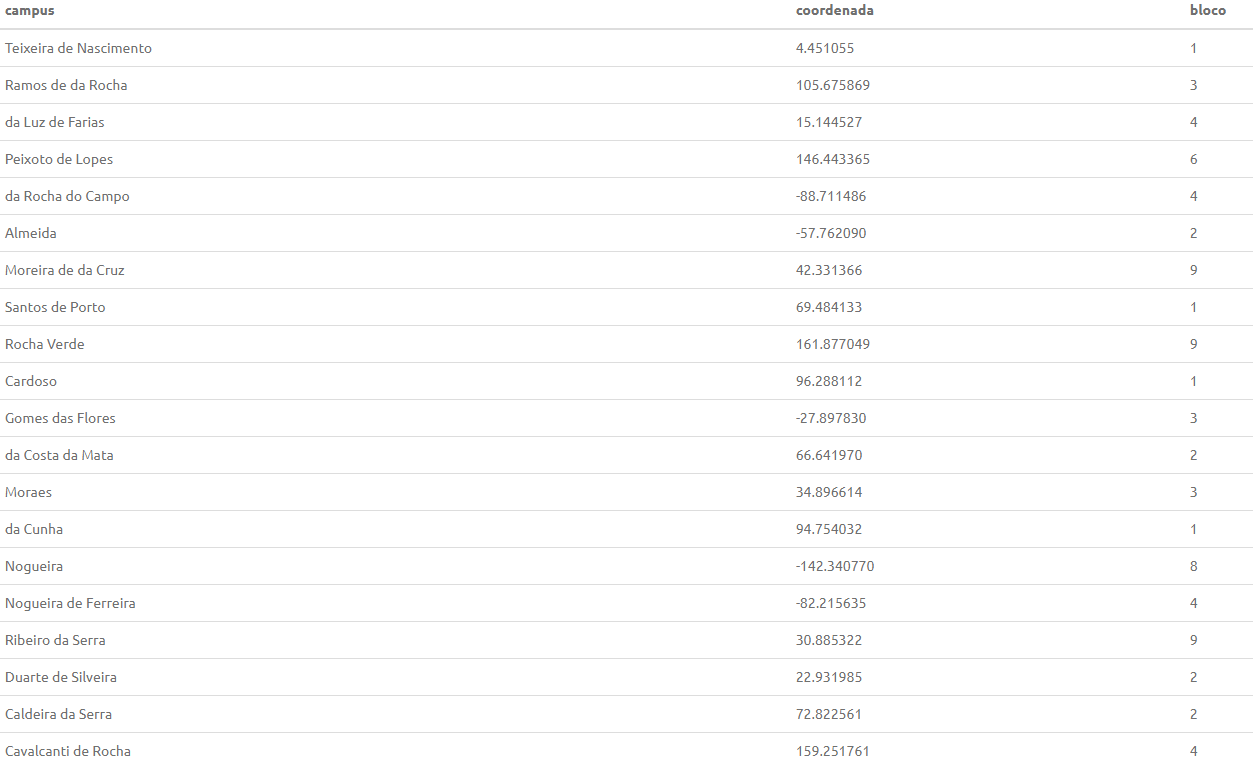 campus coordenada bloco
Teixeira de Nascimento 4.451055 1
Ramos de da Rocha 105.675869 3
da Luz de Farias 15.144527 4
Peixoto de Lopes 146.443365 6
da Rocha do Campo -88.711486 4
Almeida -57.762090 2
Moreira de da Cruz 42.331366 9
Santos de Porto 69.484133 1
Rocha Verde 161.877049 9
Cardoso 96.288112 1
Gomes das Flores -27.897830 3
da Costa da Mata 66.641970 2
Moraes 34.896614 3
da Cunha 94.754032 1
Nogueira -142.340770 8
Nogueira de Ferreira -82.215635 4
Ribeiro da Serra 30.885322 9
Duarte de Silveira 22.931985 2
Caldeira da Serra 72.822561 2
Cavalcanti de Rocha 159.251761 4